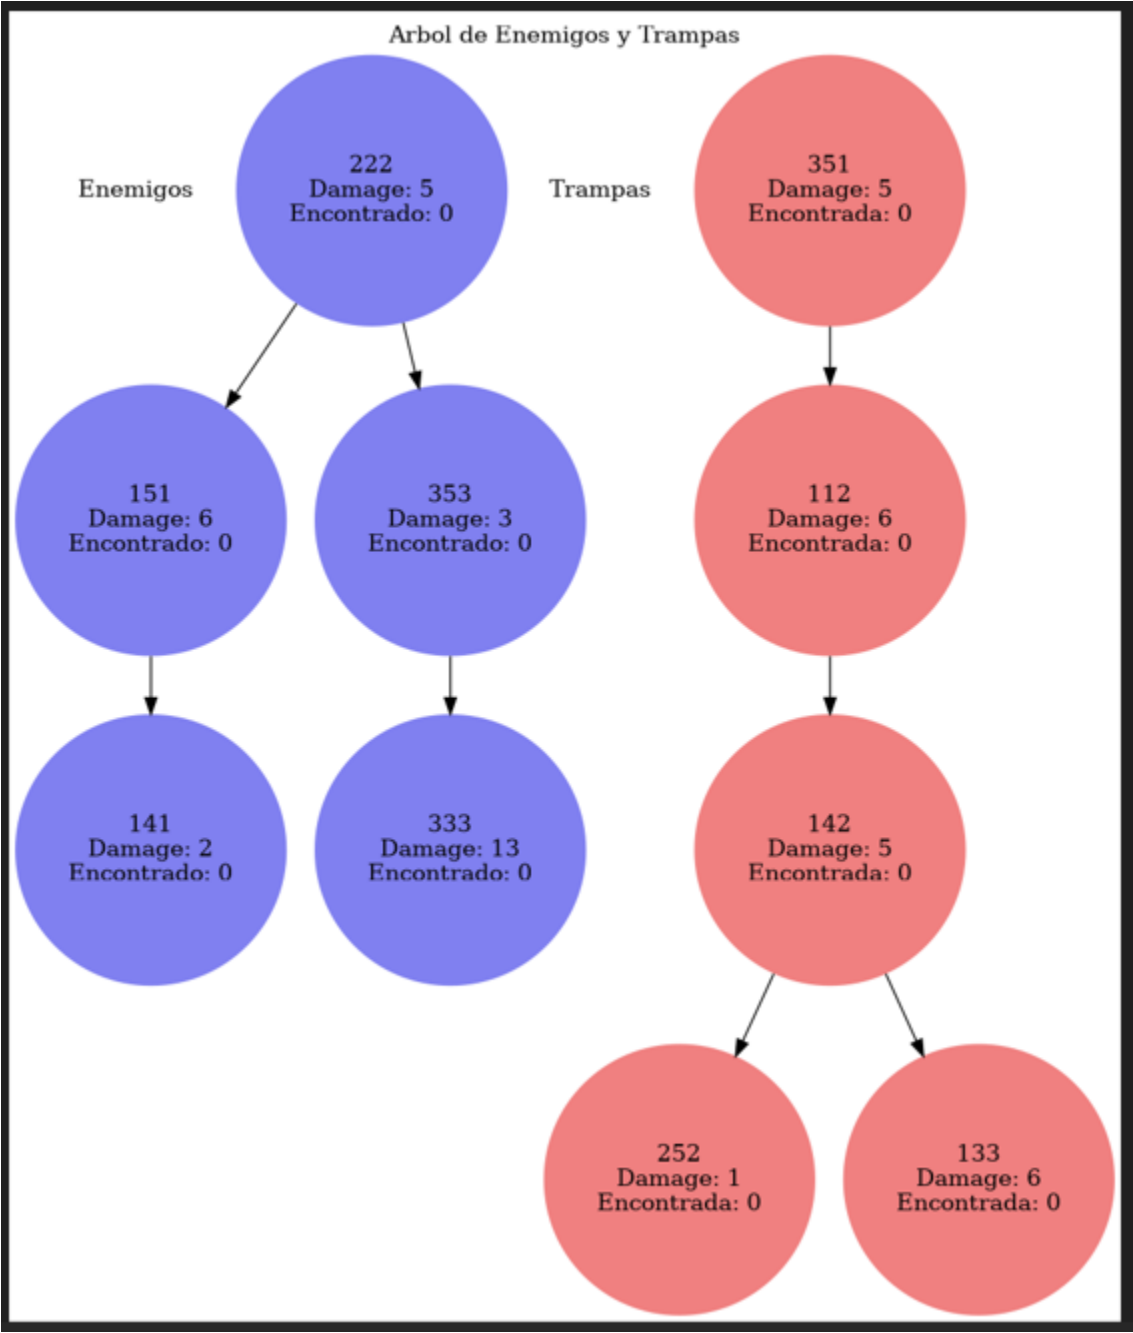 Arbol de Enemigos y Trampas
Enemigos
222
Damage: 5
Encontrado: 0
Trampas
351
Damage: 5
Encontrada: 0
151
Damage: 6
Encontrado: 0
353
Damage: 3
Encontrado: 0
112
Damage: 6
Encontrada: 0
141
Damage: 2
Encontrado: 0
333
Damage: 13
Encontrado: 0
142
Damage: 5
Encontrada: 0
252
Damage: 1
Encontrada: 0
133
Damage: 6
Encontrada: 0